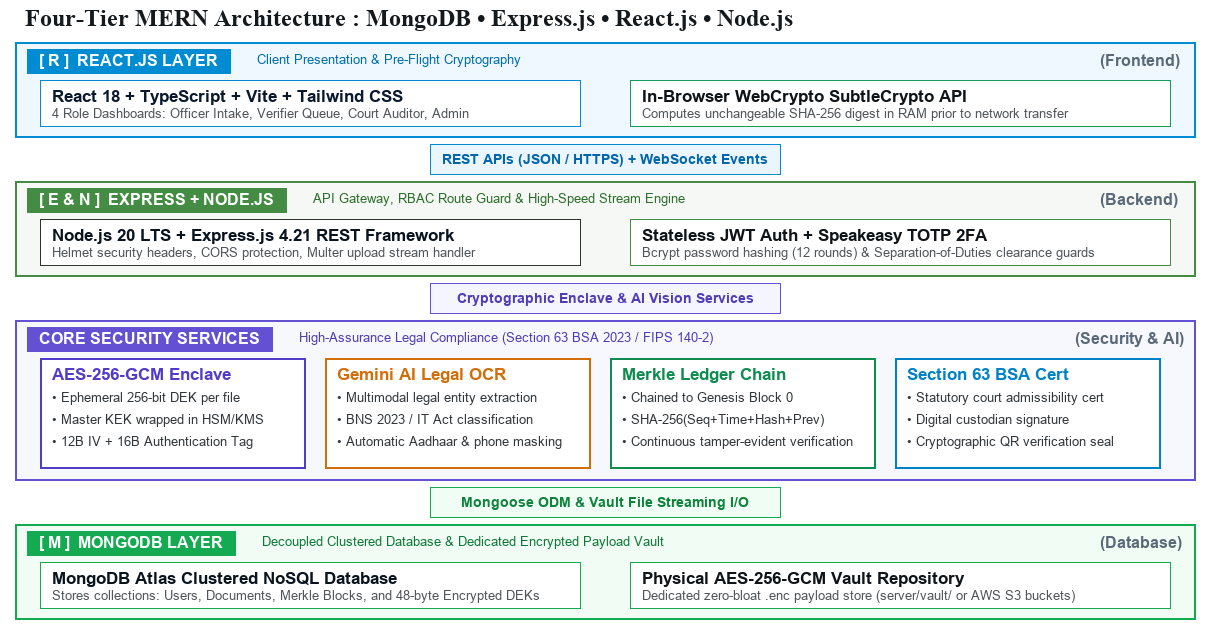 Four-Tier MERN Architecture : MongoDB • Express.js • React.js • Node.js
[ R ] REACT.JS LAYER
Client Presentation & Pre-Flight Cryptography
(Frontend)
React 18 + TypeScript + Vite + Tailwind CSS
4 Role Dashboards: Officer Intake, Verifier Queue, Court Auditor, Admin
In-Browser WebCrypto SubtleCrypto API
Computes unchangeable SHA-256 digest in RAM prior to network transfer
REST APIs (JSON / HTTPS) + WebSocket Events
[ E & N ] EXPRESS + NODE.JS
API Gateway, RBAC Route Guard & High-Speed Stream Engine
(Backend)
Node.js 20 LTS + Express.js 4.21 REST Framework
Helmet security headers, CORS protection, Multer upload stream handler
Stateless JWT Auth + Speakeasy TOTP 2FA
Bcrypt password hashing (12 rounds) & Separation-of-Duties clearance guards
Cryptographic Enclave & AI Vision Services
CORE SECURITY SERVICES
High-Assurance Legal Compliance (Section 63 BSA 2023 / FIPS 140-2)
(Security & AI)
AES-256-GCM Enclave
• Ephemeral 256-bit DEK per file
• Master KEK wrapped in HSM/KMS
• 12B IV + 16B Authentication Tag
Gemini AI Legal OCR
• Multimodal legal entity extraction
• BNS 2023 / IT Act classification
• Automatic Aadhaar & phone masking
Merkle Ledger Chain
• Chained to Genesis Block 0
• SHA-256(Seq+Time+Hash+Prev)
• Continuous tamper-evident verification
Section 63 BSA Cert
• Statutory court admissibility cert
• Digital custodian signature
• Cryptographic QR verification seal
Mongoose ODM & Vault File Streaming I/O
[ M ] MONGODB LAYER
Decoupled Clustered Database & Dedicated Encrypted Payload Vault
(Database)
MongoDB Atlas Clustered NoSQL Database
Stores collections: Users, Documents, Merkle Blocks, and 48-byte Encrypted DEKs
Physical AES-256-GCM Vault Repository
Dedicated zero-bloat .enc payload store (server/vault/ or AWS S3 buckets)